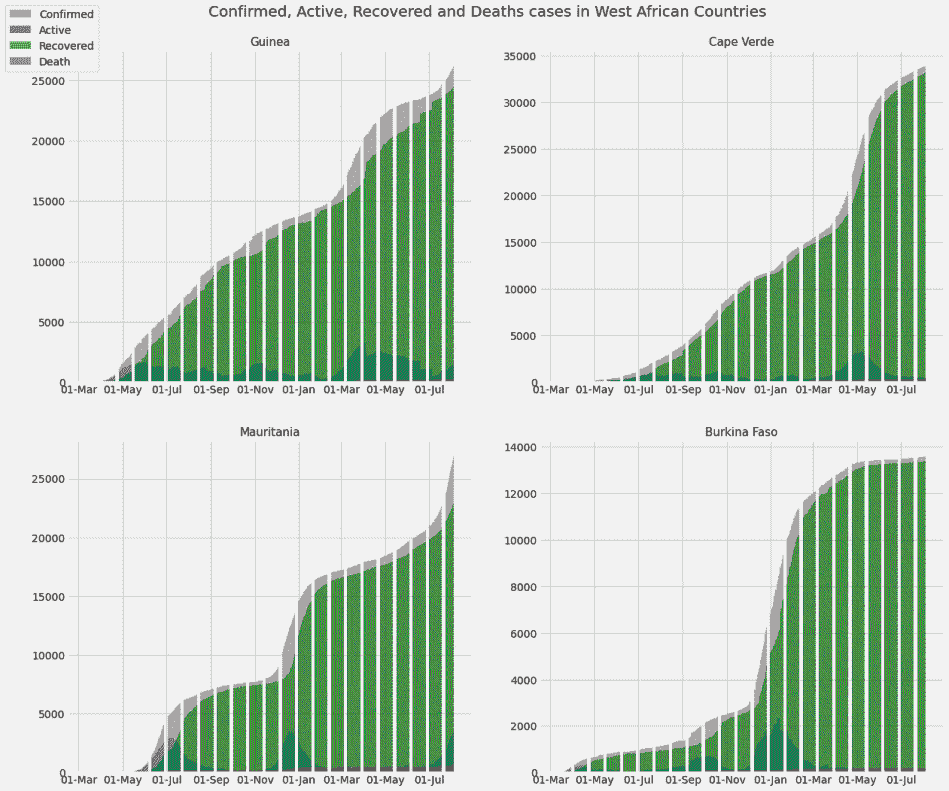 Confirmed, Active, Recovered and Deaths cases in West African Countries
Confirmed
Active
Recovered
Death
Guinea
25000
20000
15000
10000
5000
0
01-Mar 01-May 01-Jul 01-Sep 01-Nov 01-Jan 01-Mar 01-May 01-Jul
Cape Verde
35000
30000
25000
20000
15000
10000
5000
0
01-Mar 01-May 01-Jul 01-Sep 01-Nov 01-Jan 01-Mar 01-May 01-Jul
Mauritania
25000
20000
15000
10000
5000
0
01-Mar 01-May 01-Jul 01-Sep 01-Nov 01-Jan 01-Mar 01-May 01-Jul
Burkina Faso
14000
12000
10000
8000
6000
4000
2000
0
01-Mar 01-May 01-Jul 01-Sep 01-Nov 01-Jan 01-Mar 01-May 01-Jul